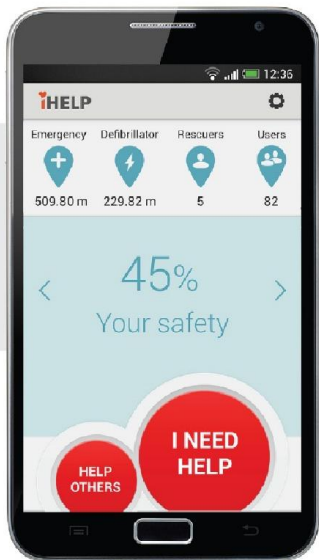 12:36
iHELP
Emergency Defibrillator Rescuers Users
509.80 m 229.82 m 5 82
45%
Your safety
I NEED
HELP
HELP
OTHERS